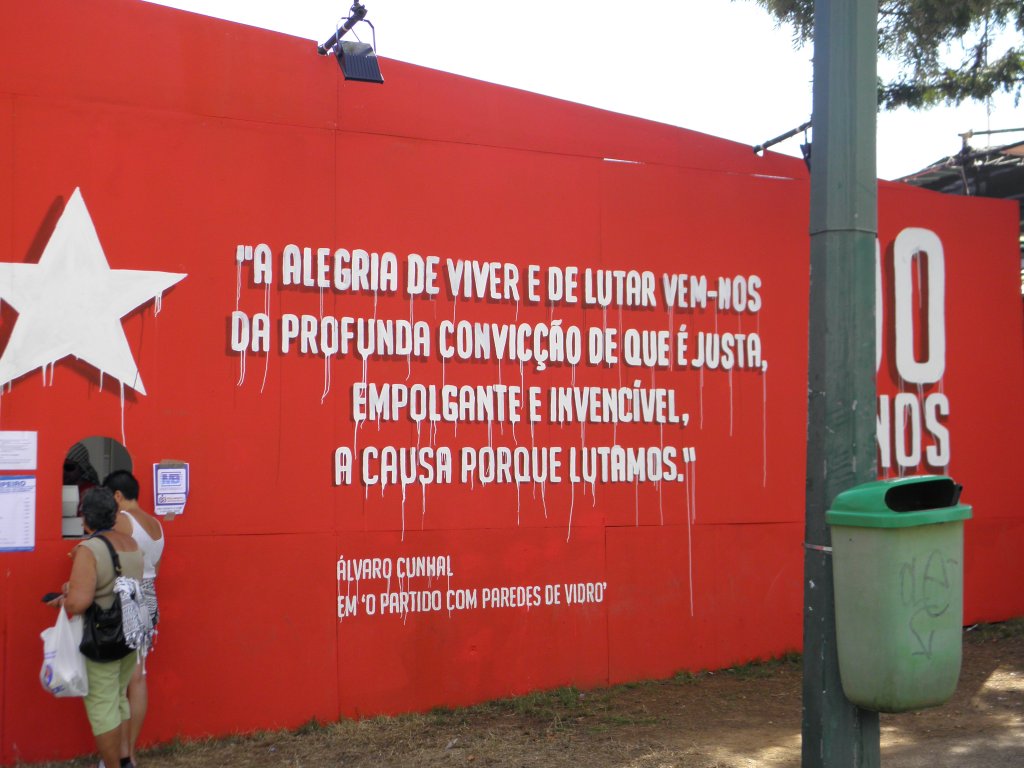 "A ALEGRIA DE VIVER E DE LUTAR VEM-NOS
DA PROFUNDA CONVICÇÃO DE QUE É JUSTA,
EMPOLGANTE E INVENCÍVEL,
A CAUSA PORQUE LUTAMOS."
ÁLVARO CUNHAL
EM 'O PARTIDO COM PAREDES DE VIDRO'
NOS